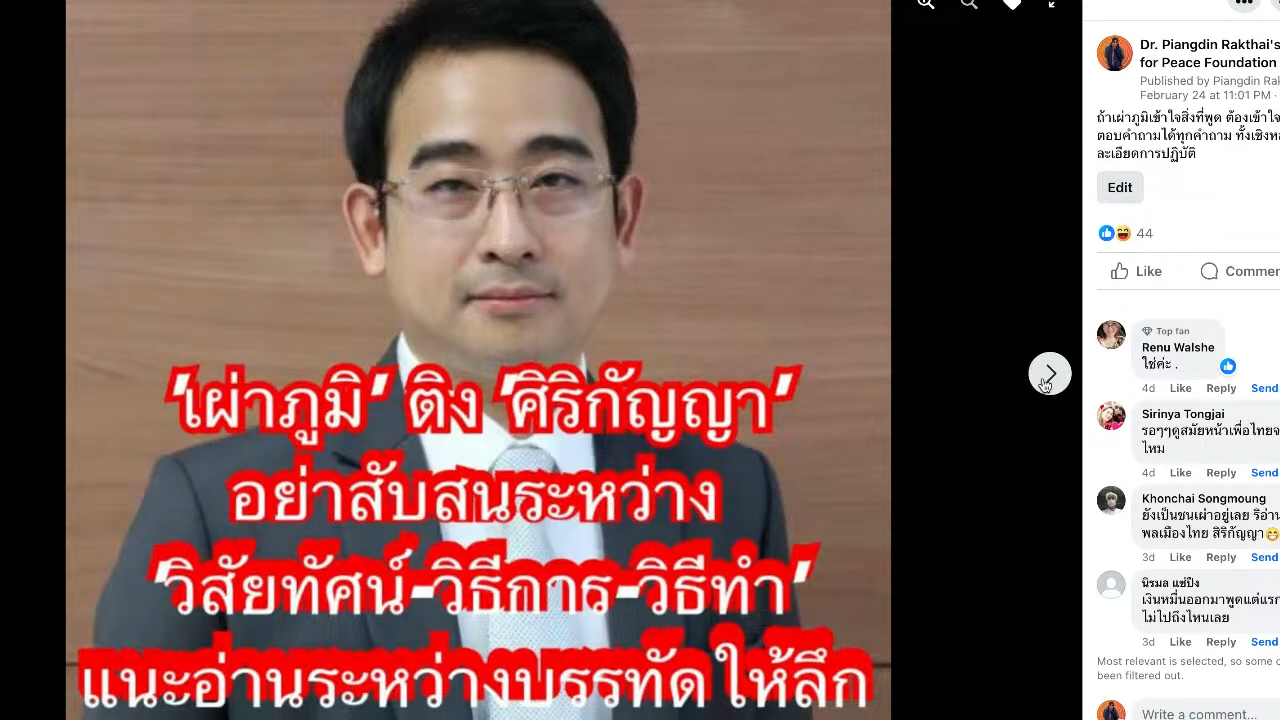 'เผ่าภูมิ' ติง 'ศิริกัญญา'
อย่าสับสนระหว่าง
'วิสัยทัศน์-วิธีการ-วิธีทำ'
แนะอ่านระหว่างบรรทัด ให้ลึก
Dr. Piangdin Rakthai's
for Peace Foundation
Published by Piangdin
February 24 at 11:01 PM ·
ถ้าเผ่าภูมิเข้าใจสิ่งที่พูด ต้องเข้าใจ
ตอบคำถามได้ทุกคำถาม ทั้งเชิง
ละเอียดการปฏิบัติ
Edit
44
Like
Top fan
Renu Walshe
ใช่ค่ะ .
4d Like Reply Send
Sirinya Tongjai
รอๆๆดูสมัยหน้าเพื่อไทย
ไหม
4d Like Reply Send
Khonchai Songmoung
ยังเป็นชนเผ่าอยู่เลย
พลเมืองไทย สิริกัญญา
3d Like Reply Send
นิรมล แซ่ปิง
เงินหมื่นออกมาพูดแต่แรก
ไม่ไปถึงไหนเลย
3d Like Reply Send
Most relevant is selected, so some
been filtered out.
Write a comment...